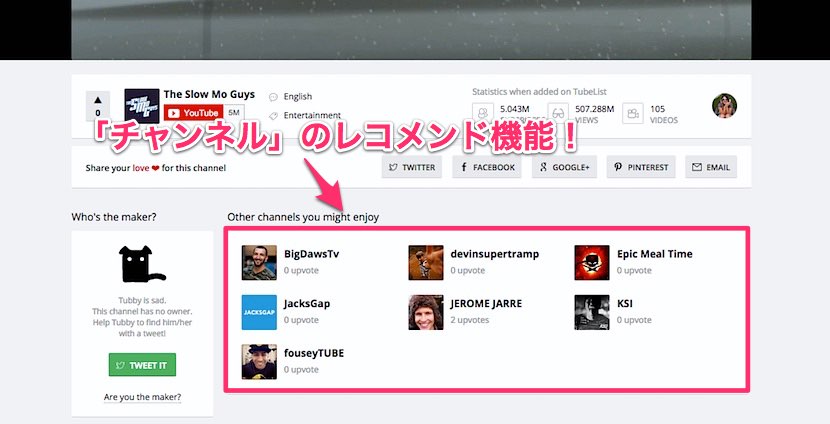 ▲
0
The Slow Mo Guys
YouTube 5M
English
Entertainment
Statistics when added on TubeList
5.043M
507.288M
VIEWS
105
VIDEOS
「チャンネル」のレコメンド機能！
Share your love ❤ for this channel
TWITTER
FACEBOOK
GOOGLE+
PINTEREST
EMAIL
Who's the maker?
Tubby is sad.
This channel has no owner.
Help Tubby to find him/her
with a tweet!
TWEET IT
Are you the maker?
Other channels you might enjoy
BigDawsTv
0 upvote
devinsupertramp
0 upvote
Epic Meal Time
0 upvote
JACKSGAP
JacksGap
0 upvote
JEROME JARRE
2 upvotes
KSI
0 upvote
fouseyTUBE
0 upvote